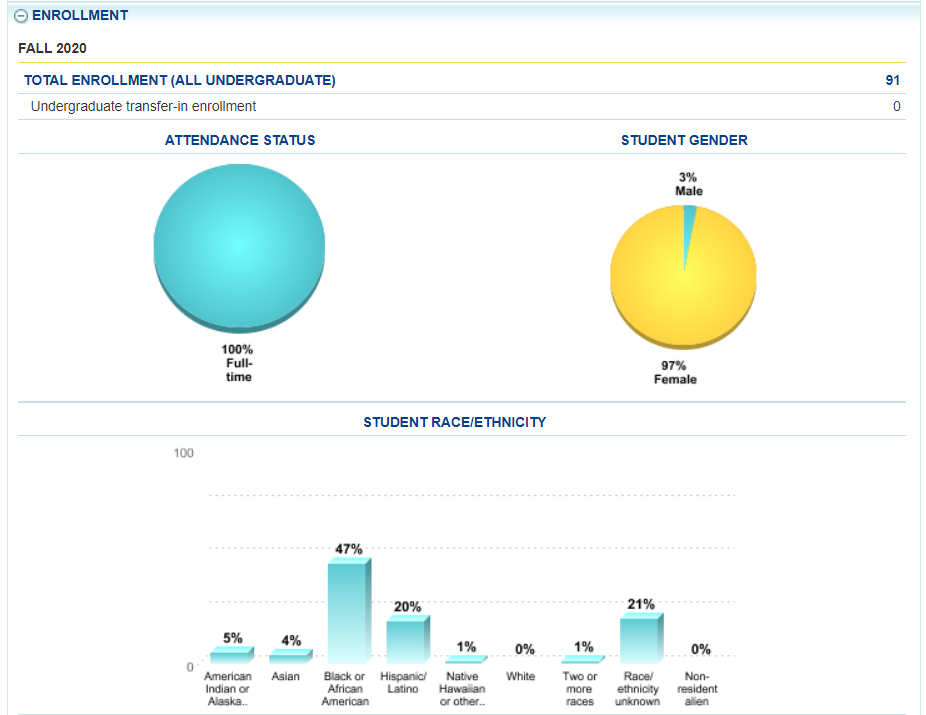 ENROLLMENT
FALL 2020
TOTAL ENROLLMENT (ALL UNDERGRADUATE) 91
Undergraduate transfer-in enrollment 0
ATTENDANCE STATUS
100%
Full-
time
STUDENT GENDER
3%
Male
97%
Female
STUDENT RACE/ETHNICITY
100
0
5%
4%
47%
20%
1%
0%
1%
21%
0%
American
Indian or
Alaska..
Asian
Black or
African
American
Hispanic/
Latino
Native
Hawaiian
or other..
White
Two or
more
races
Race/
ethnicity
unknown
Non-
resident
alien